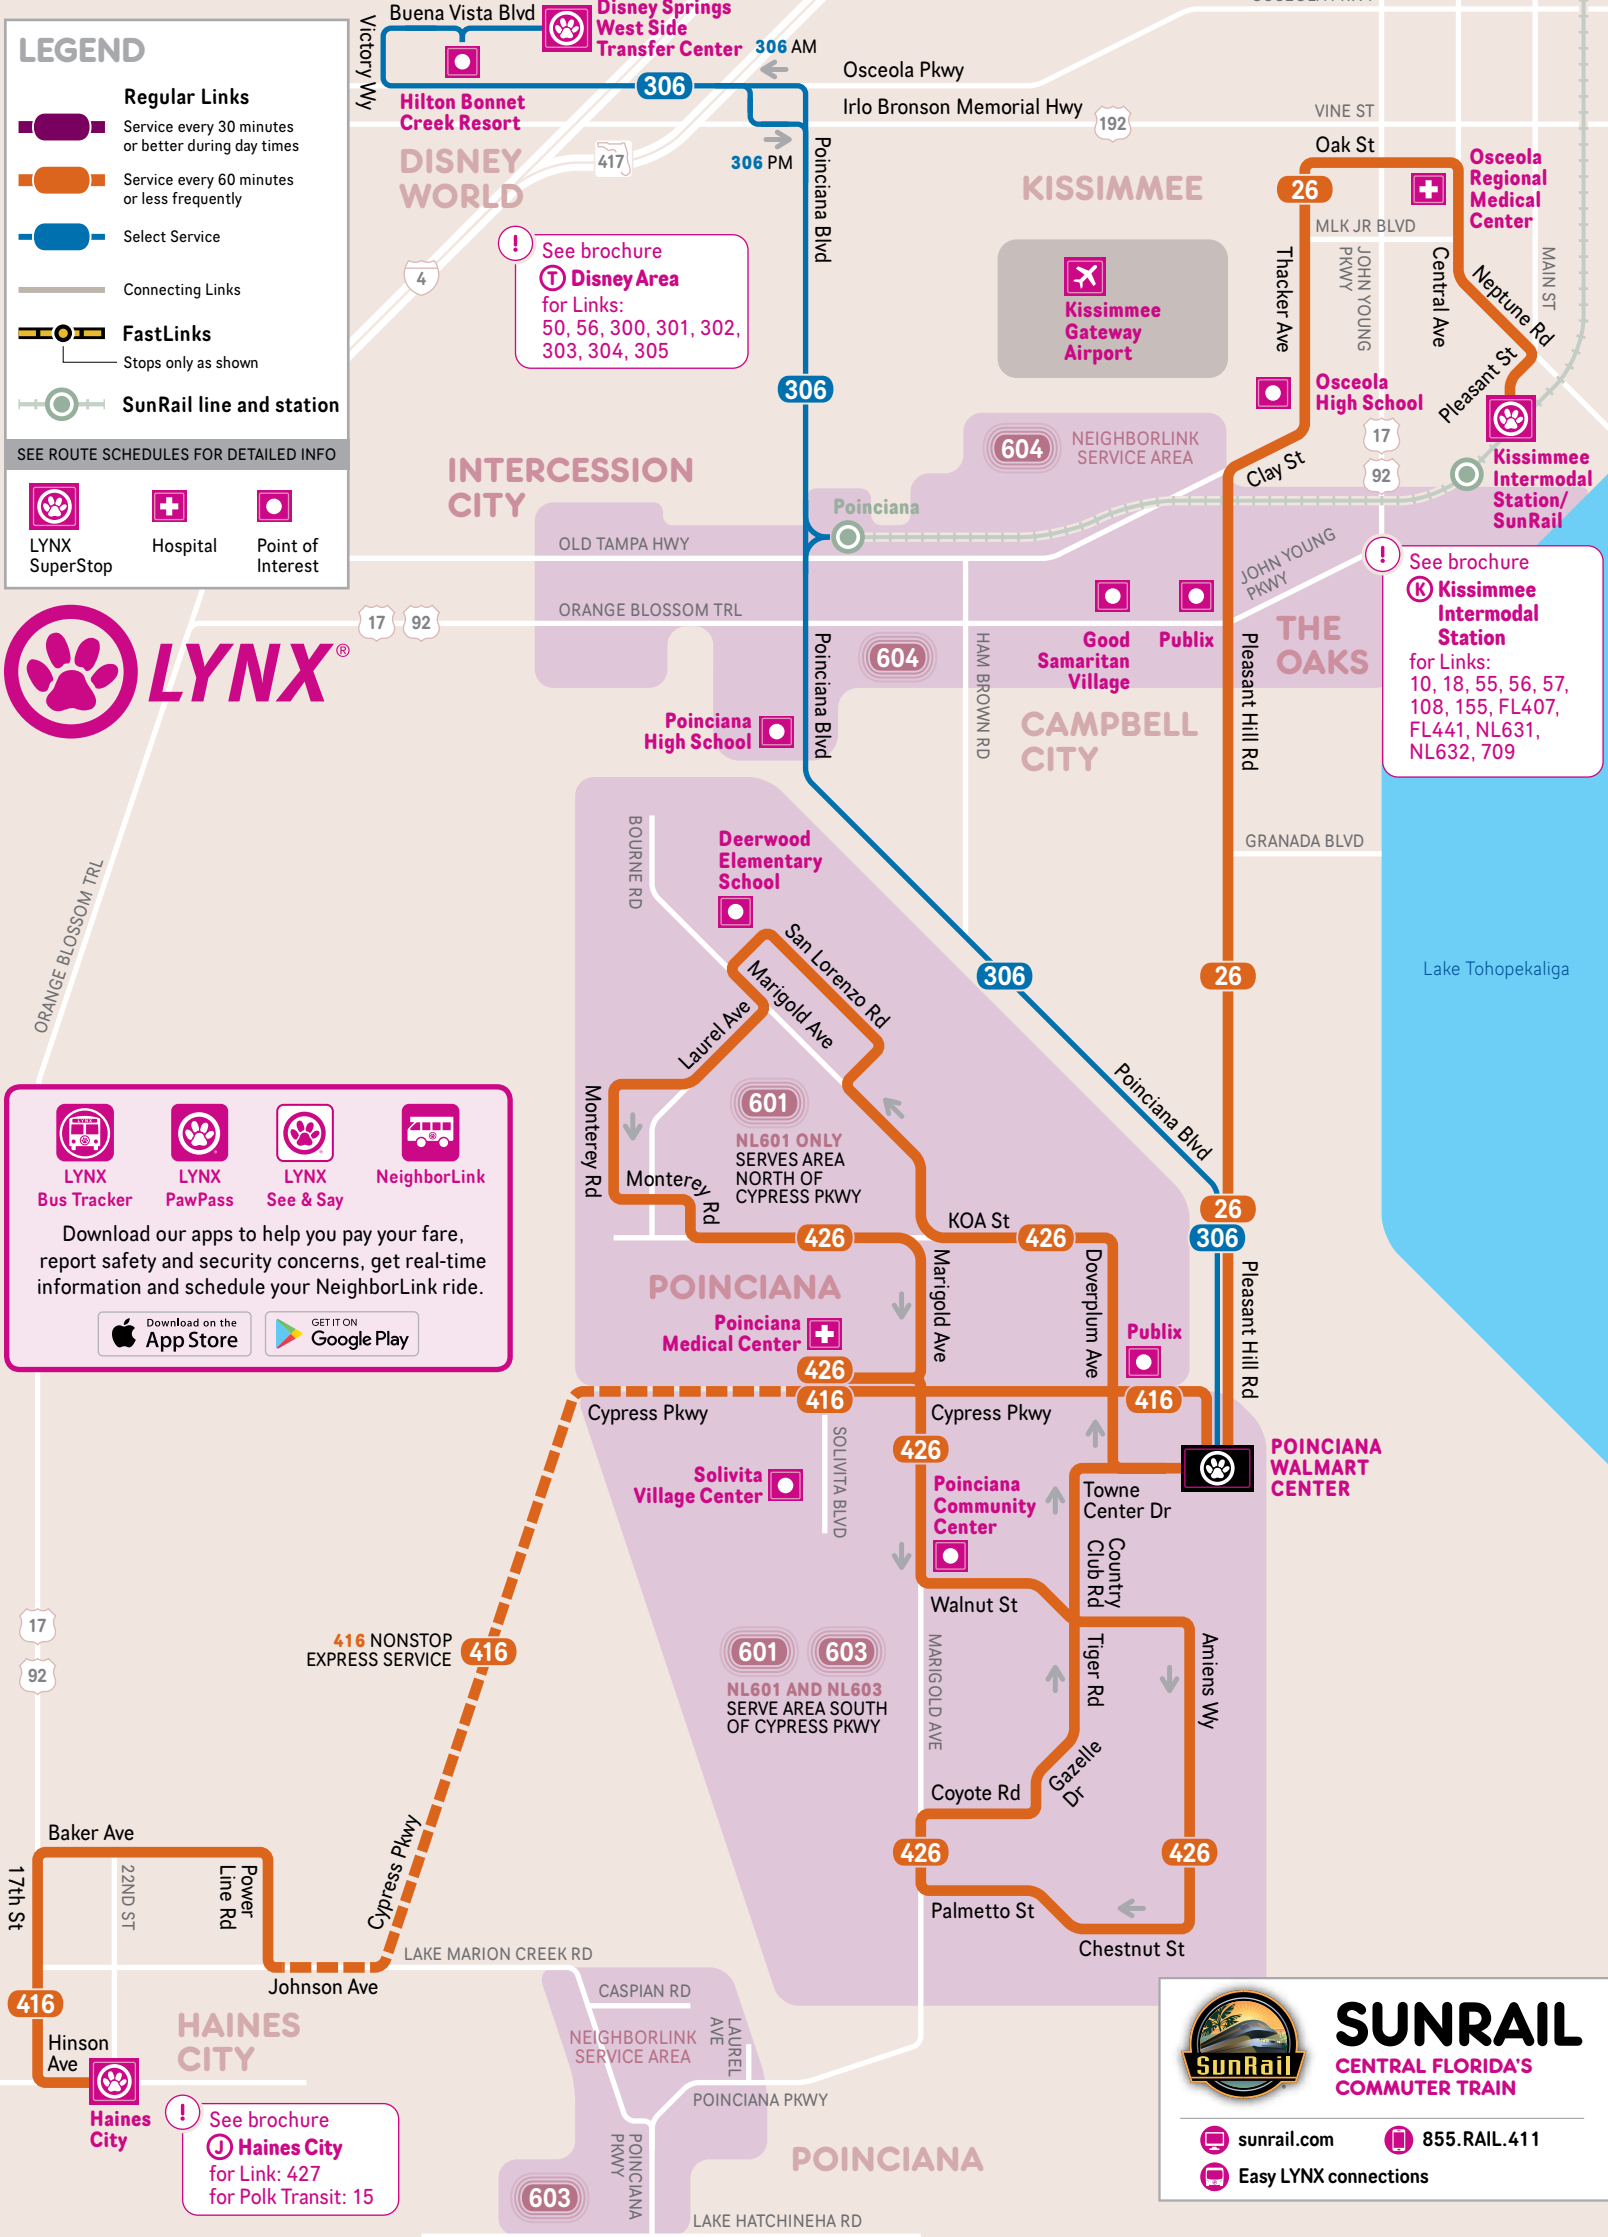 LEGEND
Regular Links
Service every 30 minutes
or better during day times
Service every 60 minutes
or less frequently
Select Service
Connecting Links
FastLinks
Stops only as shown
SunRail line and station
SEE ROUTE SCHEDULES FOR DETAILED INFO
LYNX
SuperStop
Hospital
Point of
Interest
LYNX®
Victory Wy
Buena Vista Blvd
Disney Springs
West Side
Transfer Center
306 AM
Hilton Bonnet
Creek Resort
306
Osceola Pkwy
Irlo Bronson Memorial Hwy
192
306 PM
417
DISNEY
WORLD
4
Poinciana Blvd
!
See brochure
T Disney Area
for Links:
50, 56, 300, 301, 302,
303, 304, 305
306
KISSIMMEE
Kissimmee
Gateway
Airport
VINE ST
Oak St
26
Osceola
Regional
Medical
Center
MLK JR BLVD
Thacker Ave
JOHN YOUNG
PKWY
Central Ave
MAIN ST
Neptune Rd
Pleasant St
Osceola
High School
17
92
Clay St
Kissimmee
Intermodal
Station/
SunRail
604
NEIGHBORLINK
SERVICE AREA
INTERCESSION
CITY
Poinciana
OLD TAMPA HWY
ORANGE BLOSSOM TRL
17
92
604
JOHN YOUNG
PKWY
Good
Samaritan
Village
Publix
THE
OAKS
!
See brochure
K Kissimmee
Intermodal
Station
for Links:
10, 18, 55, 56, 57,
108, 155, FL407,
FL441, NL631,
NL632, 709
Poinciana Blvd
HAM BROWN RD
Pleasant Hill Rd
Poinciana
High School
CAMPBELL
CITY
GRANADA BLVD
BOURNE RD
Deerwood
Elementary
School
ORANGE BLOSSOM TRL
San Lorenzo Rd
Marigold Ave
Laurel Ave
306
26
Lake Tohopekaliga
Poinciana Blvd
Monterey Rd
601
NL601 ONLY
SERVES AREA
NORTH OF
CYPRESS PKWY
Monterey Rd
LYNX
LYNX
Bus Tracker
LYNX
PawPass
LYNX
See & Say
NeighborLink
Download our apps to help you pay your fare,
report safety and security concerns, get real-time
information and schedule your NeighborLink ride.
Download on the
App Store
GET IT ON
Google Play
426
KOA St
426
26
306
POINCIANA
Marigold Ave
Doverplum Ave
Pleasant Hill Rd
Poinciana
Medical Center
Publix
426
416
416
Cypress Pkwy
Cypress Pkwy
426
SOLIVITA BLVD
Solivita
Village Center
Poinciana
Community
Center
Towne
Center Dr
POINCIANA
WALMART
CENTER
Country
Club Rd
Walnut St
17
92
416 NONSTOP
EXPRESS SERVICE
416
601
603
NL601 AND NL603
SERVE AREA SOUTH
OF CYPRESS PKWY
MARIGOLD AVE
Tiger Rd
Amiens Wy
Gazelle
Dr
Coyote Rd
426
426
Palmetto St
Chestnut St
Baker Ave
17th St
22ND ST
Power
Line Rd
Cypress Pkwy
LAKE MARION CREEK RD
Johnson Ave
416
HAINES
CITY
Hinson
Ave
Haines
City
!
See brochure
J Haines City
for Link: 427
for Polk Transit: 15
CASPIAN RD
NEIGHBORLINK
SERVICE AREA
LAUREL
AVE
POINCIANA PKWY
POINCIANA
PKWY
603
POINCIANA
LAKE HATCHINEHA RD
SunRail
SUNRAIL
CENTRAL FLORIDA'S
COMMUTER TRAIN
sunrail.com
855.RAIL.411
Easy LYNX connections